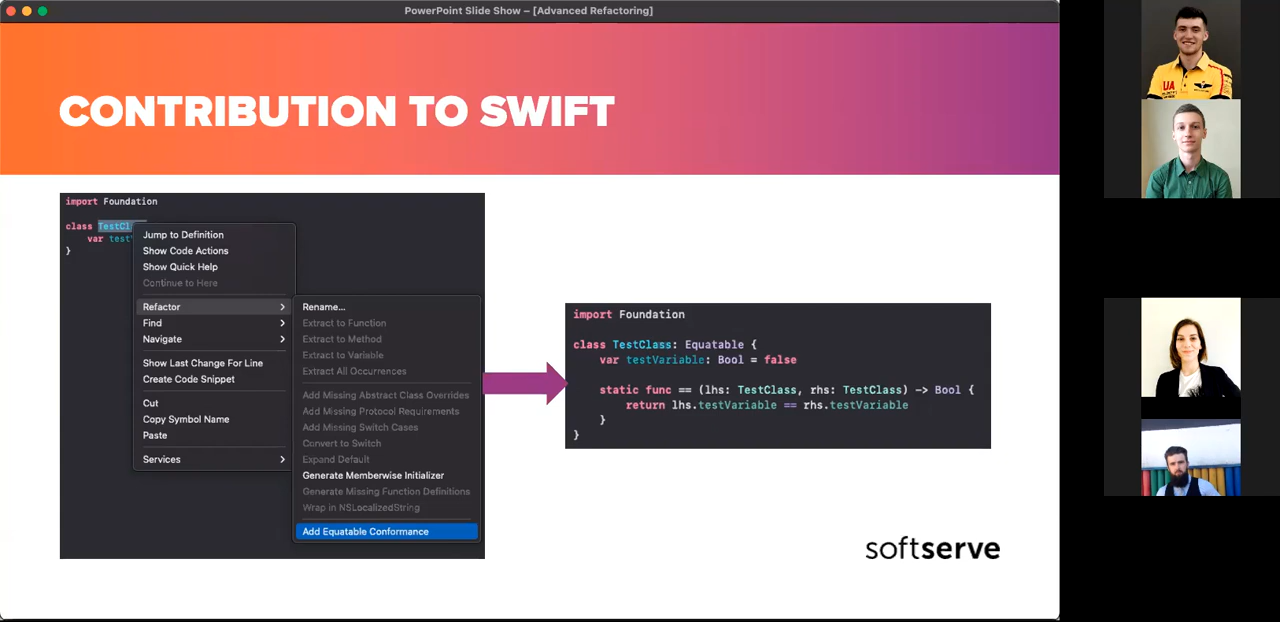 PowerPoint Slide Show – [Advanced Refactoring]
CONTRIBUTION TO SWIFT
import Foundation
class TestCl
var test
}
Jump to Definition
Show Code Actions
Show Quick Help
Continue to Here
Refactor
Find
Navigate
Show Last Change For Line
Create Code Snippet
Cut
Copy Symbol Name
Paste
Services
Rename...
Extract to Function
Extract to Method
Extract to Variable
Extract All Occurrences
Add Missing Abstract Class Overrides
Add Missing Protocol Requirements
Add Missing Switch Cases
Convert to Switch
Expand Default
Generate Memberwise Initializer
Generate Missing Function Definitions
Wrap in NSLocalizedString
Add Equatable Conformance
import Foundation
class TestClass: Equatable {
var testVariable: Bool = false
static func == (lhs: TestClass, rhs: TestClass) -> Bool {
return lhs.testVariable == rhs.testVariable
}
}
softserve
UA